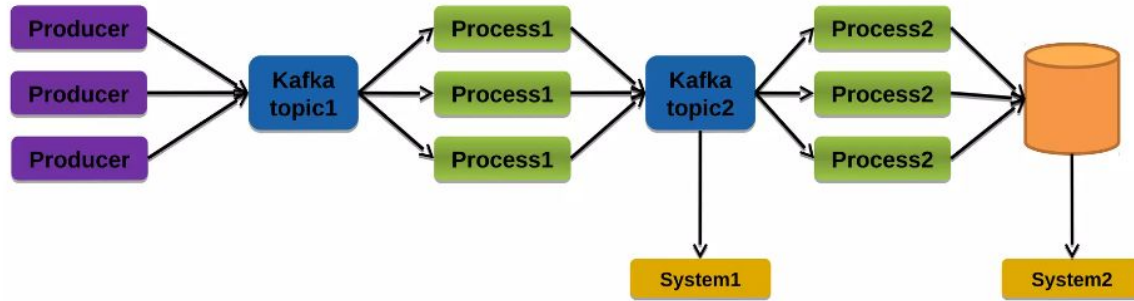 Producer
Process1
Process2
Producer
Kafka
topic1
Process1
Kafka
topic2
Process2
Producer
Process1
Process2
System1
System2